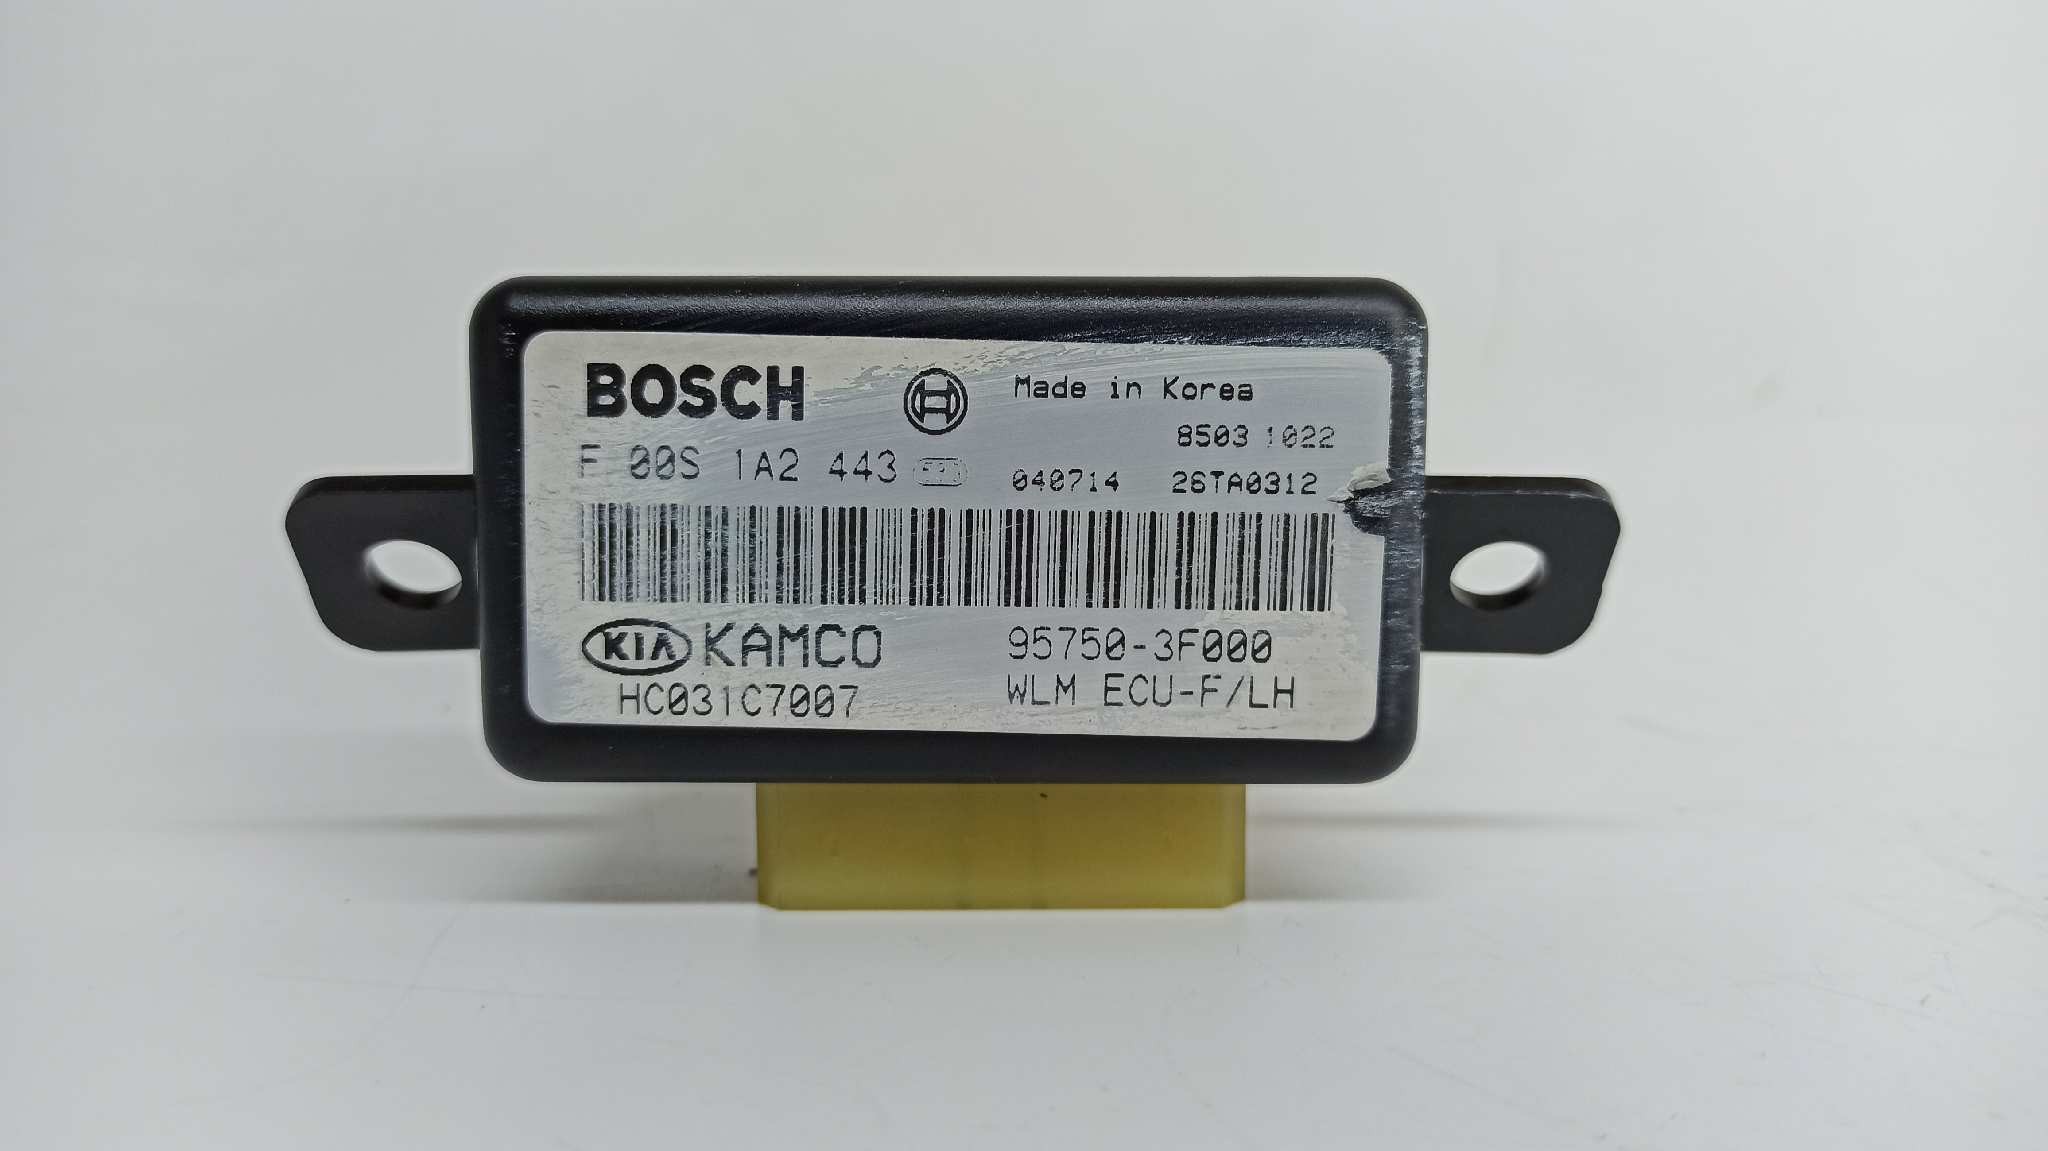 BOSCH Made in Korea
8503 1022
F 00S 1A2 443 040714 26TA0312
KIA KAMCO 95750-3F000
HC031C7007 WLM ECU-F/LH